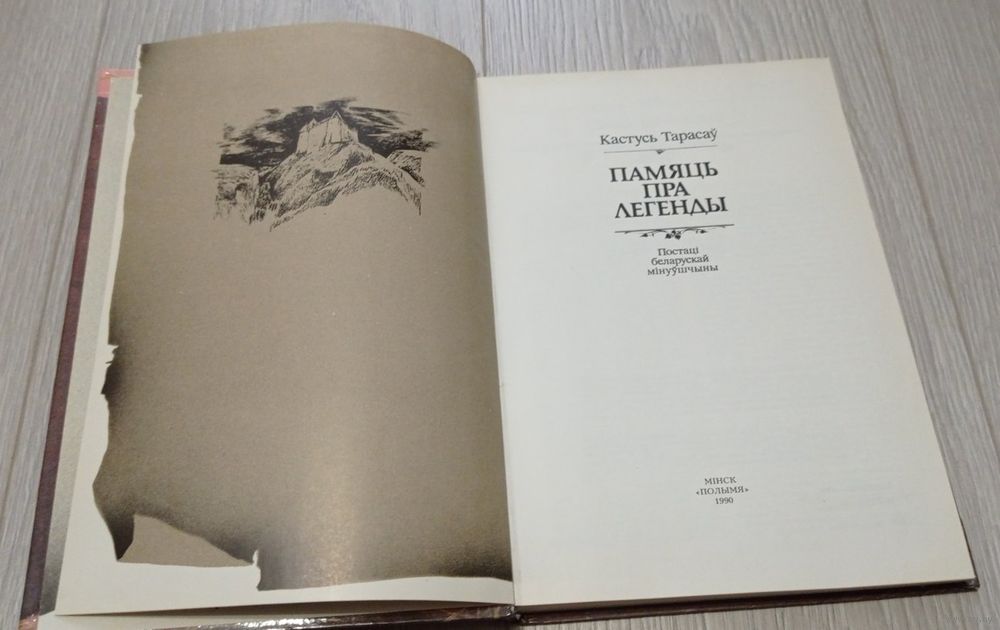 Кастусь Тарасаў
ПАМЯЦЬ
ПРА
ЛЕГЕНДЫ
Постаці
беларускай
мінуўшчыны
МІНСК
«ПОЛЫМЯ»
1990